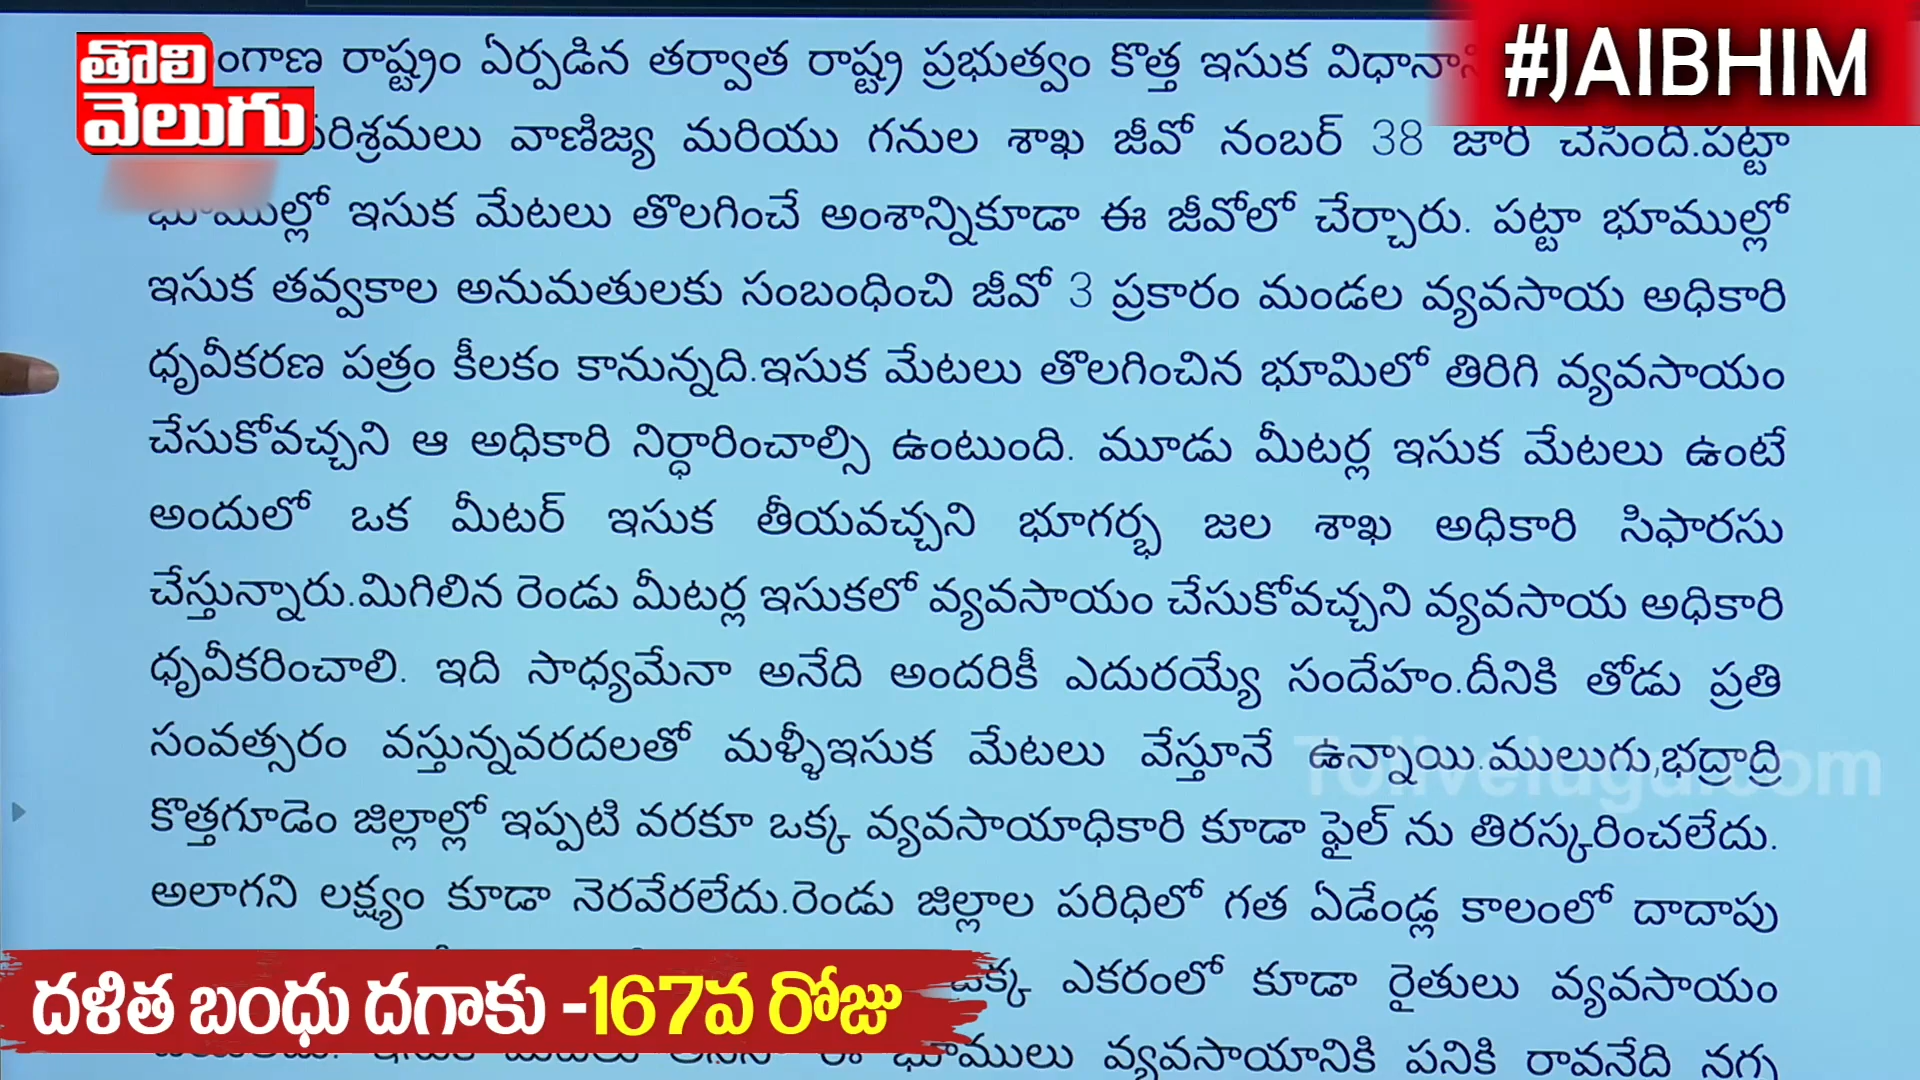 తొలి
వెలుగు
#JAIBHIM
రాష్ట్రం ఏర్పడిన తర్వాత రాష్ట్ర ప్రభుత్వం కొత్త ఇసుక
వాణిజ్య మరియు గనుల శాఖ జీవో నంబర్ 38 జారీ చేసింది.పట్టా
భూముల్లో ఇసుక మేటలు తొలగించే అంశాన్నికూడా ఈ జీవోలో చేర్చారు. పట్టా భూముల్లో
ఇసుక తవ్వకాల అనుమతులకు సంబంధించి జీవో 3 ప్రకారం మండల వ్యవసాయ అధికారి
ధృవీకరణ పత్రం కీలకం కానున్నది.ఇసుక మేటలు తొలగించిన భూమిలో తిరిగి వ్యవసాయం
చేసుకోవచ్చని ఆ అధికారి నిర్ధారించాల్సి ఉంటుంది. మూడు మీటర్ల ఇసుక మేటలు ఉంటే
అందులో ఒక మీటర్ ఇసుక తీయవచ్చని భూగర్భ జల శాఖ అధికారి సిఫారసు
చేస్తున్నారు.మిగిలిన రెండు మీటర్ల ఇసుకలో వ్యవసాయం చేసుకోవచ్చని వ్యవసాయ అధికారి
ధృవీకరించాలి. ఇది సాధ్యమేనా అనేది అందరికీ ఎదురయ్యే సందేహం.దీనికి తోడు ప్రతి
సంవత్సరం వస్తున్నవరదలతో మళ్ళీఇసుక మేటలు వేస్తూనే ఉన్నాయి.ములుగు,భద్రాద్రి
Tolivelugu.com
కొత్తగూడెం జిల్లాల్లో ఇప్పటి వరకూ ఒక్క వ్యవసాయాధికారి కూడా ఫైల్ ను తిరస్కరించలేదు.
అలాగని లక్ష్యం కూడా నెరవేరలేదు.రెండు జిల్లాల పరిధిలో గత ఏడేండ్ల కాలంలో దాదాపు
ఎకరంలో కూడా రైతులు వ్యవసాయం
భూములు వ్యవసాయానికి పనికి రావనేది నగ్న
దళిత బంధు దగాకు -167వ రోజు